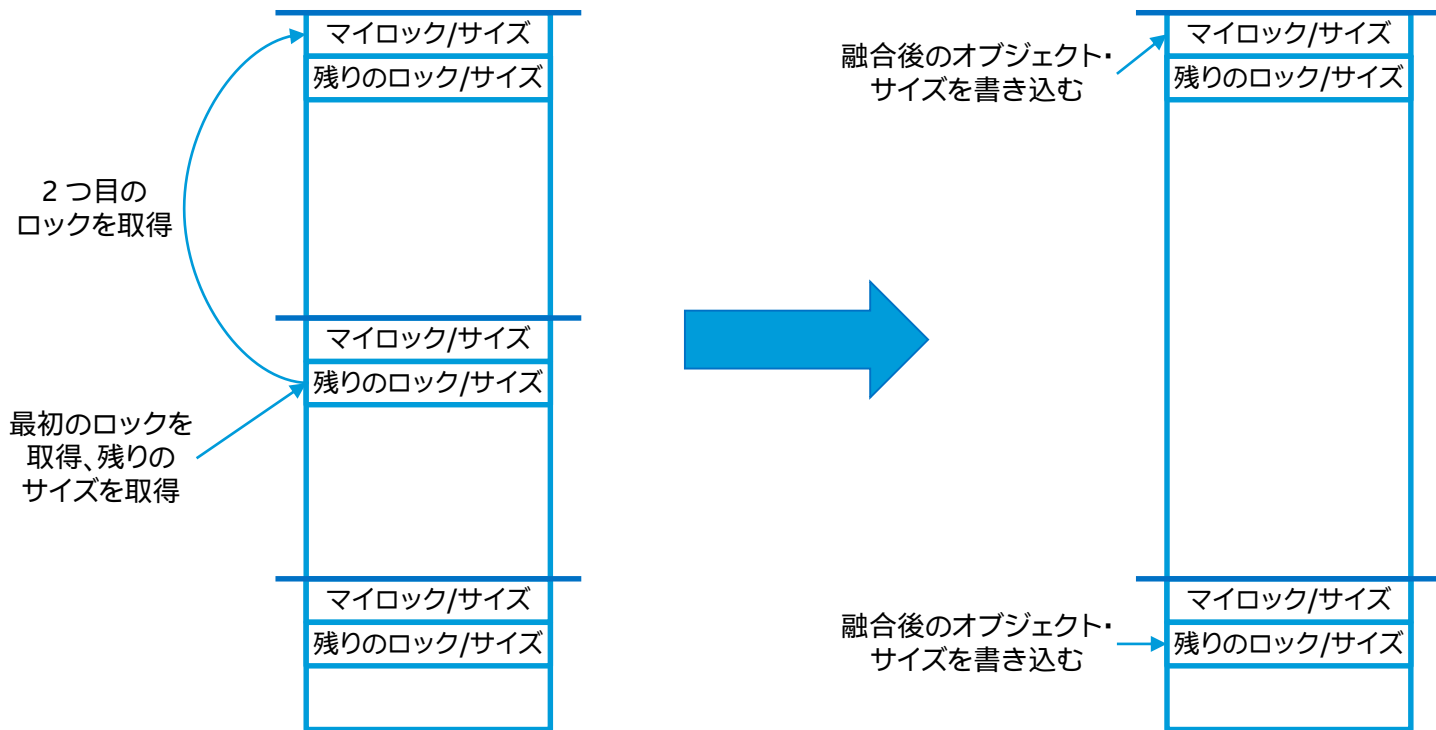 マイロック/サイズ
残りのロック/サイズ
2 つ目の
ロックを取得
マイロック/サイズ
残りのロック/サイズ
最初のロックを
取得、残りの
サイズを取得
マイロック/サイズ
残りのロック/サイズ
融合後のオブジェクト・
サイズを書き込む
マイロック/サイズ
残りのロック/サイズ
融合後のオブジェクト・
サイズを書き込む
マイロック/サイズ
残りのロック/サイズ